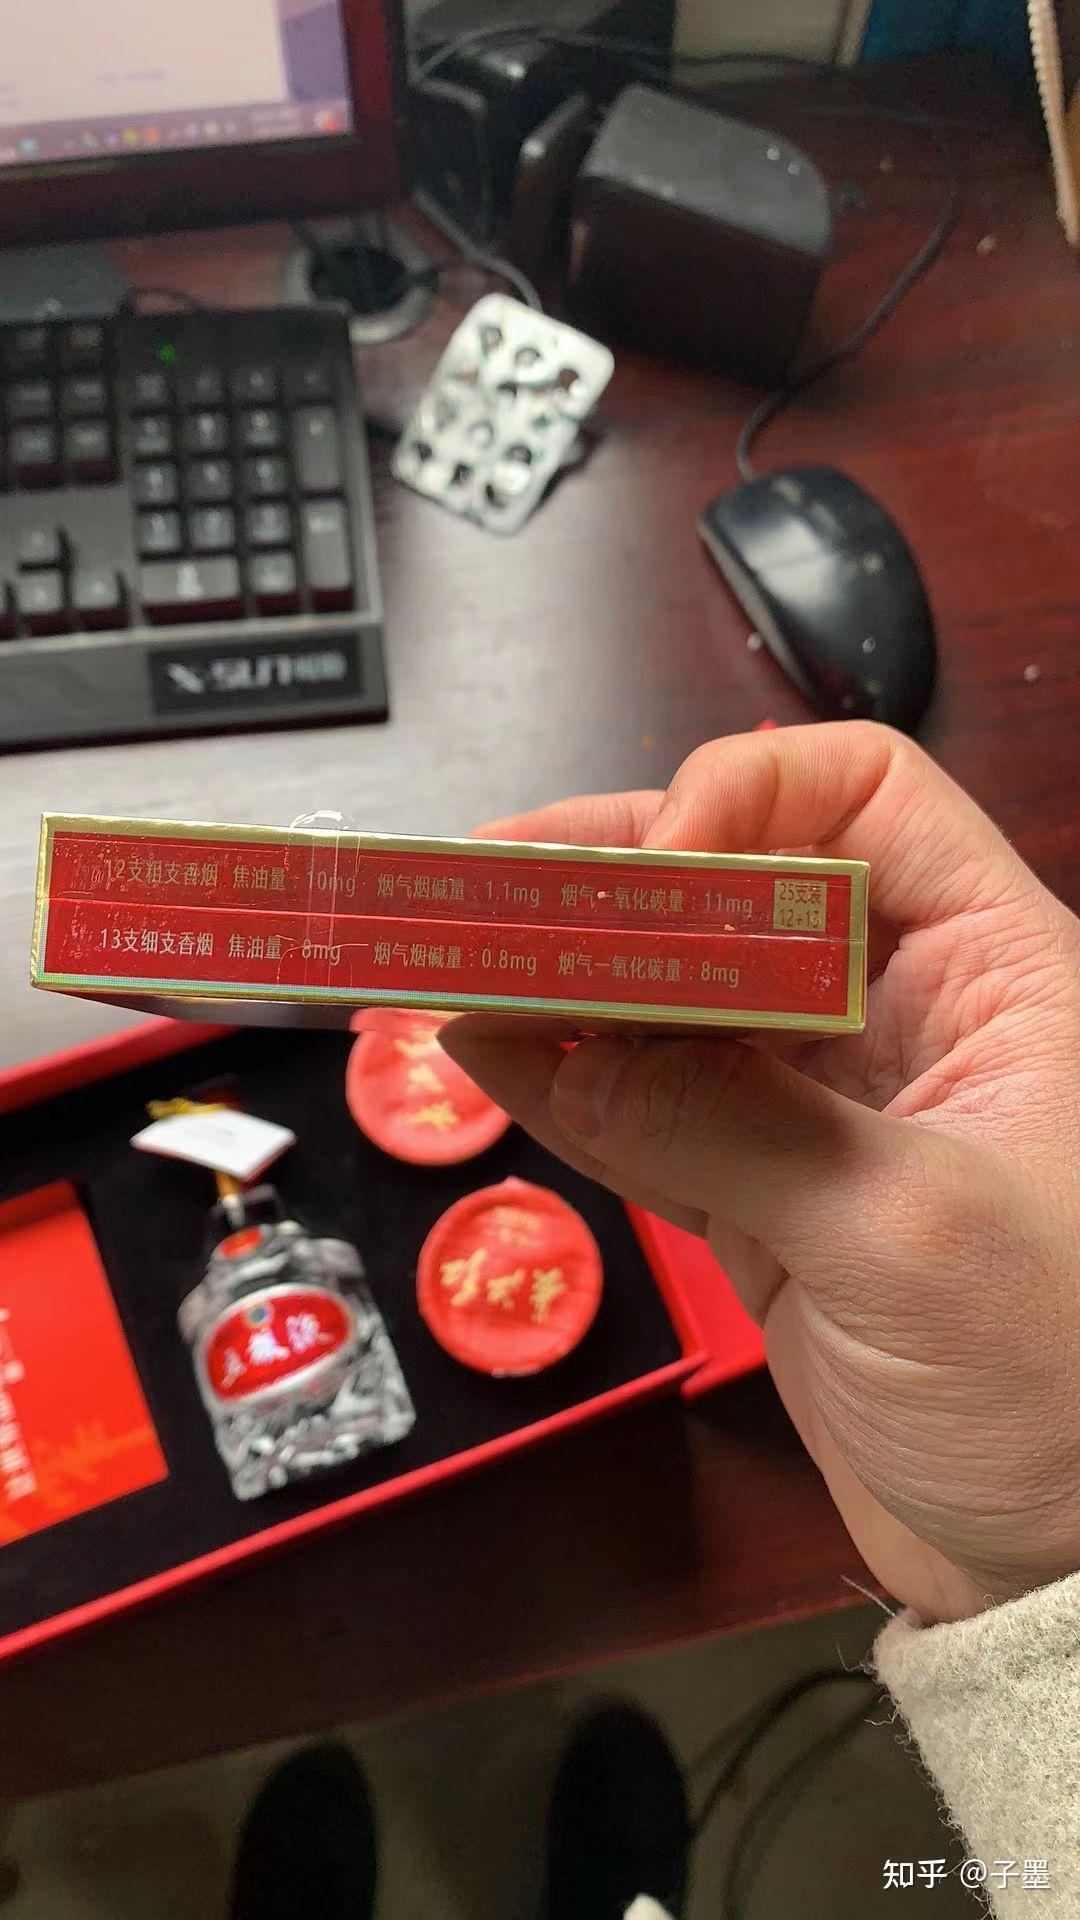 X-SUN
12支粗支香烟 焦油量：10mg 烟气烟碱量：1.1mg 烟气一氧化碳量：11mg
25支装
12+13
13支细支香烟 焦油量：8mg 烟气烟碱量：0.8mg 烟气一氧化碳量：8mg
五粮液
知乎 @子墨